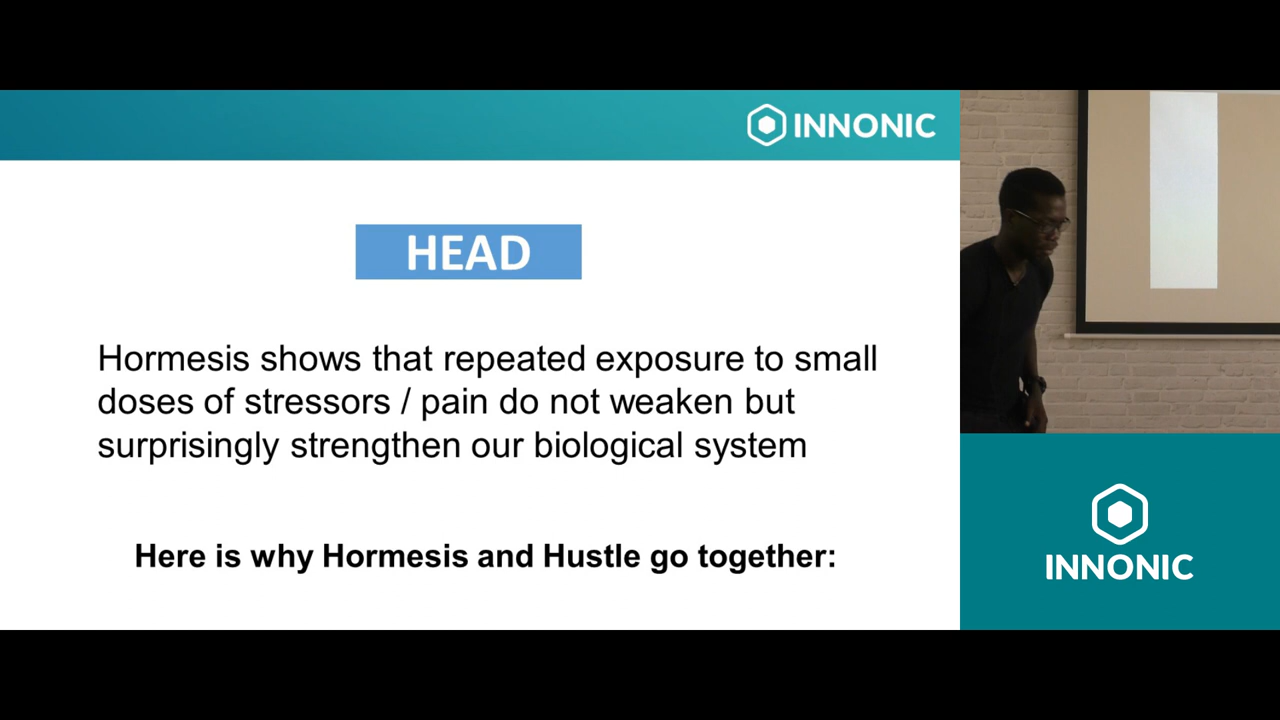 INNONIC
HEAD
Hormesis shows that repeated exposure to small
doses of stressors / pain do not weaken but
surprisingly strengthen our biological system
Here is why Hormesis and Hustle go together:
INNONIC